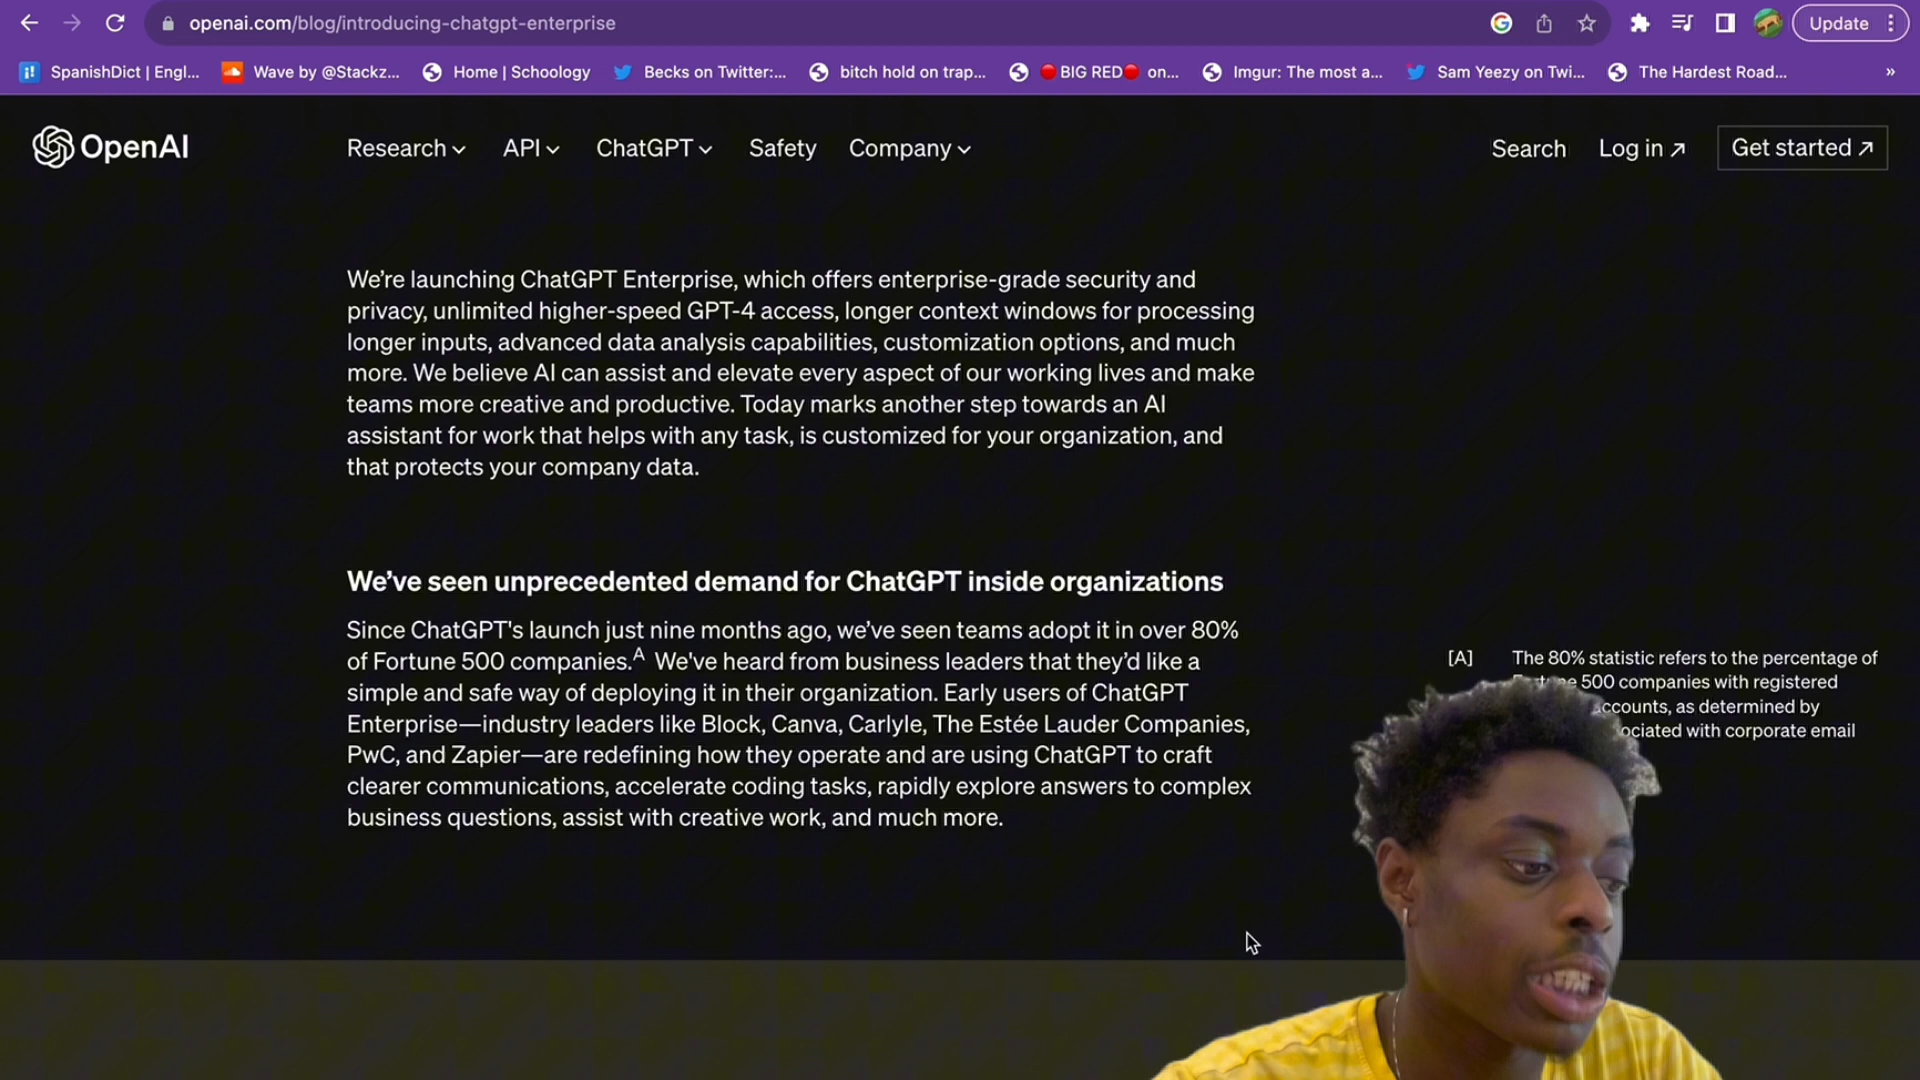 openai.com/blog/introducing-chatgpt-enterprise
Update
SpanishDict | Engl...
Wave by @Stackz...
Home | Schoology
Becks on Twitter:...
bitch hold on trap...
🔴BIG RED🔴 on...
Imgur: The most a...
Sam Yeezy on Twi...
The Hardest Road...
»
OpenAI
Research
API
ChatGPT
Safety
Company
Search
Log in ↗
Get started ↗
We’re launching ChatGPT Enterprise, which offers enterprise-grade security and
privacy, unlimited higher-speed GPT-4 access, longer context windows for processing
longer inputs, advanced data analysis capabilities, customization options, and much
more. We believe AI can assist and elevate every aspect of our working lives and make
teams more creative and productive. Today marks another step towards an AI
assistant for work that helps with any task, is customized for your organization, and
that protects your company data.
We’ve seen unprecedented demand for ChatGPT inside organizations
Since ChatGPT's launch just nine months ago, we’ve seen teams adopt it in over 80%
of Fortune 500 companies.A We've heard from business leaders that they’d like a
simple and safe way of deploying it in their organization. Early users of ChatGPT
Enterprise—industry leaders like Block, Canva, Carlyle, The Estée Lauder Companies,
PwC, and Zapier—are redefining how they operate and are using ChatGPT to craft
clearer communications, accelerate coding tasks, rapidly explore answers to complex
business questions, assist with creative work, and much more.
[A] The 80% statistic refers to the percentage of
500 companies with registered
accounts, as determined by
with corporate email